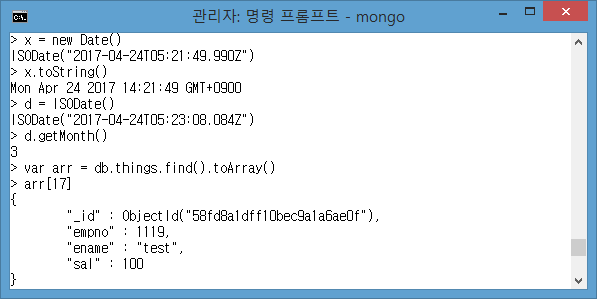 관리자: 명령 프롬프트 - mongo
> x = new Date()
ISODate("2017-04-24T05:21:49.990Z")
> x.toString()
Mon Apr 24 2017 14:21:49 GMT+0900
> d = ISODate()
ISODate("2017-04-24T05:23:08.084Z")
> d.getMonth()
3
> var arr = db.things.find().toArray()
> arr[17]
{
        "_id" : ObjectId("58fd8a1dff10bec9a1a6ae0f"),
        "empno" : 1119,
        "ename" : "test",
        "sal" : 100
}